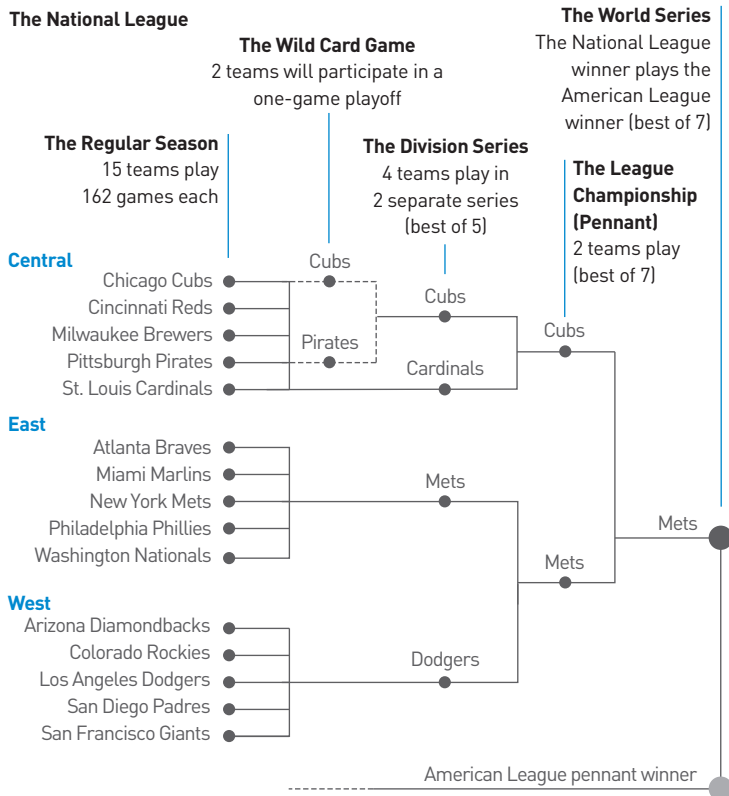 The National League
The Wild Card Game
2 teams will participate in a
one-game playoff
The World Series
The National League
winner plays the
American League
winner (best of 7)
The Regular Season
15 teams play
162 games each
The Division Series
4 teams play in
2 separate series
(best of 5)
The League
Championship
(Pennant)
2 teams play
(best of 7)
Central
Chicago Cubs
Cincinnati Reds
Milwaukee Brewers
Pittsburgh Pirates
St. Louis Cardinals
Cubs
Pirates
Cubs
Cardinals
Cubs
East
Atlanta Braves
Miami Marlins
New York Mets
Philadelphia Phillies
Washington Nationals
Mets
Mets
Mets
West
Arizona Diamondbacks
Colorado Rockies
Los Angeles Dodgers
San Diego Padres
San Francisco Giants
Dodgers
American League pennant winner